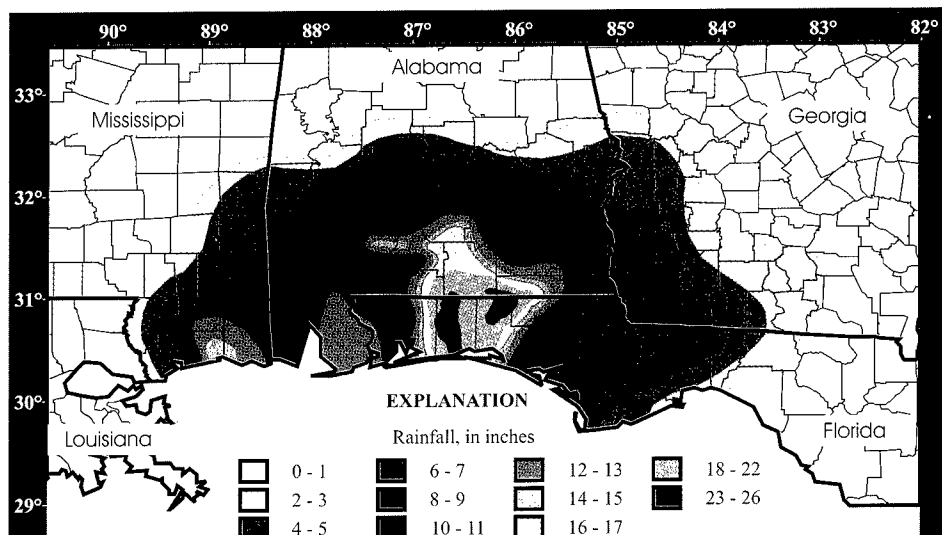 90° 89° 88° 87° 86° 85° 84° 83° 82°
Alabama
33°
Mississippi
Georgia
32°
31°
30°
EXPLANATION
Rainfall, in inches
Louisiana
Florida
0 - 1 6 - 7 12 - 13 18 - 22
2 - 3 8 - 9 14 - 15 23 - 26
29°
4 - 5 10 - 11 16 - 17